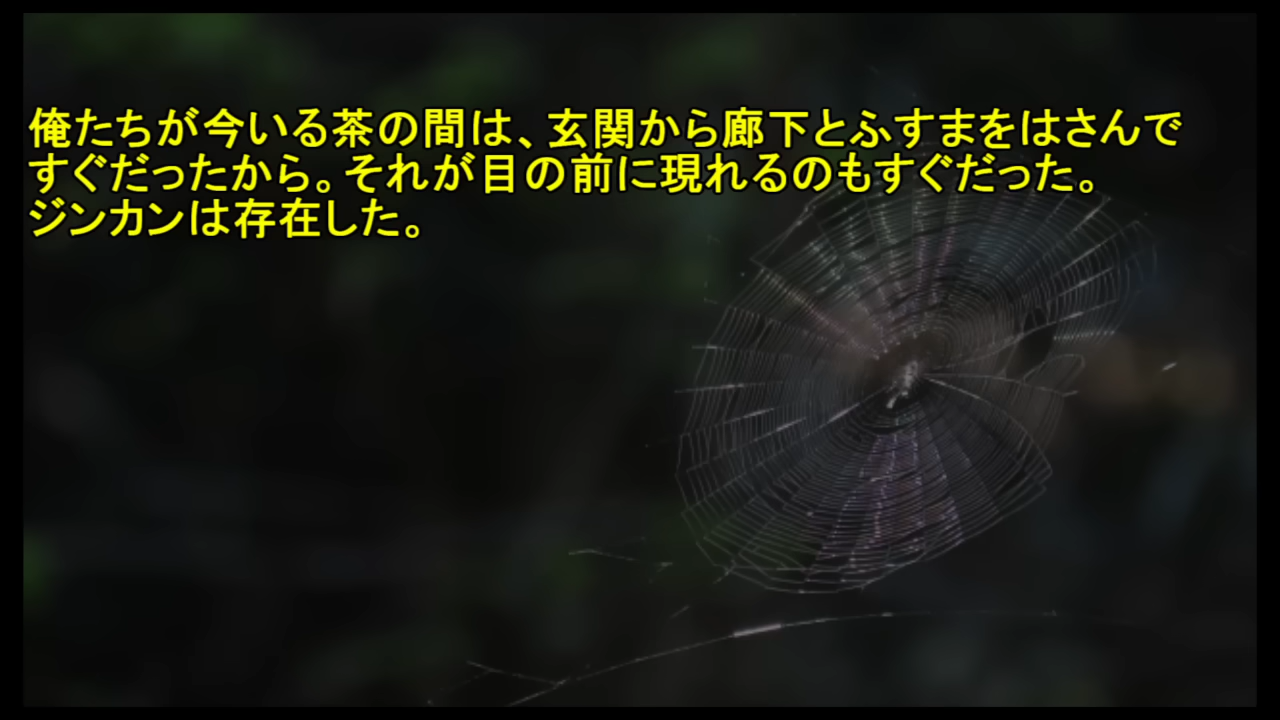 俺たちが今いる茶の間は、玄関から廊下とふすまをはさんで
すぐだったから。それが目の前に現れるのもすぐだった。
ジンカンは存在した。